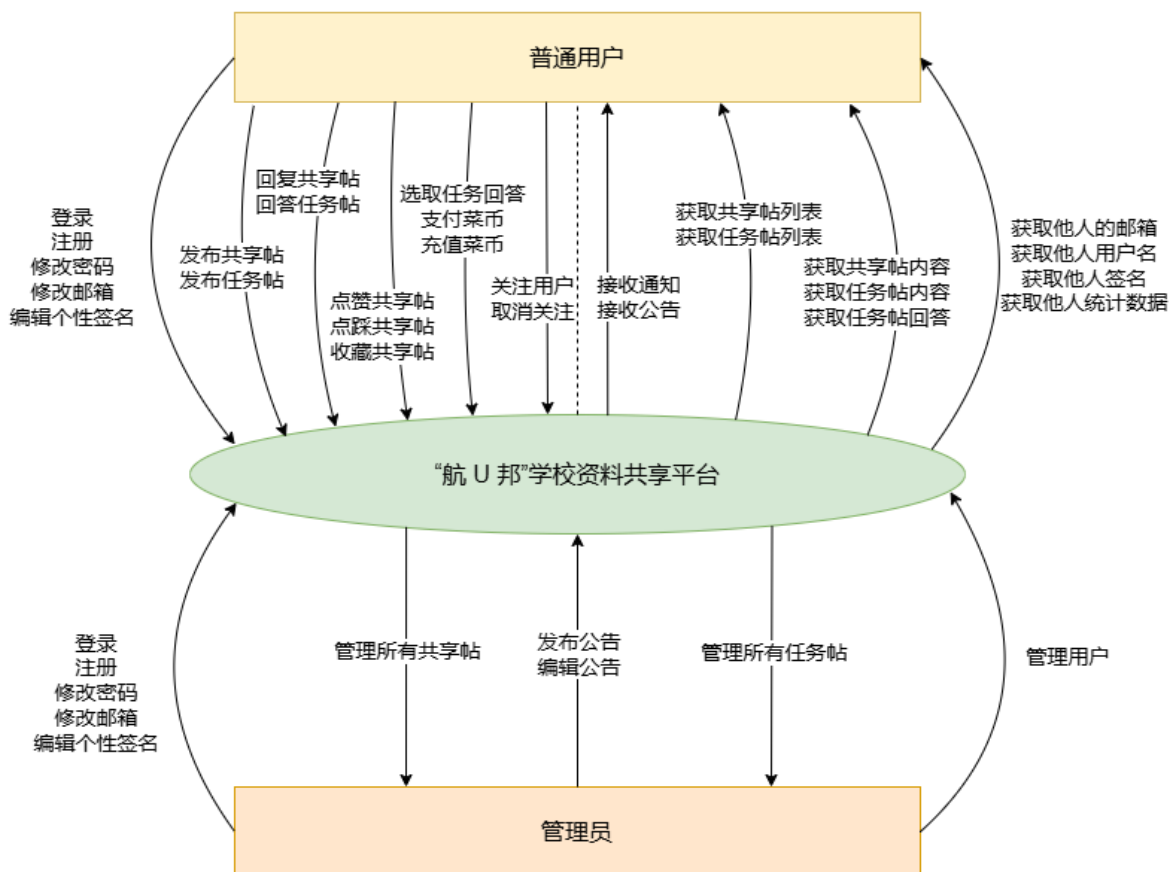 普通用户
登录
注册
修改密码
修改邮箱
编辑个性签名
发布共享帖
发布任务帖
回复共享帖
回答任务帖
点赞共享帖
点踩共享帖
收藏共享帖
选取任务回答
支付菜币
充值菜币
关注用户
取消关注
接收通知
接收公告
获取共享帖列表
获取任务帖列表
获取共享帖内容
获取任务帖内容
获取任务帖回答
获取他人的邮箱
获取他人用户名
获取他人签名
获取他人统计数据
“航 U 邦”学校资料共享平台
登录
注册
修改密码
修改邮箱
编辑个性签名
管理所有共享帖
发布公告
编辑公告
管理所有任务帖
管理用户
管理员